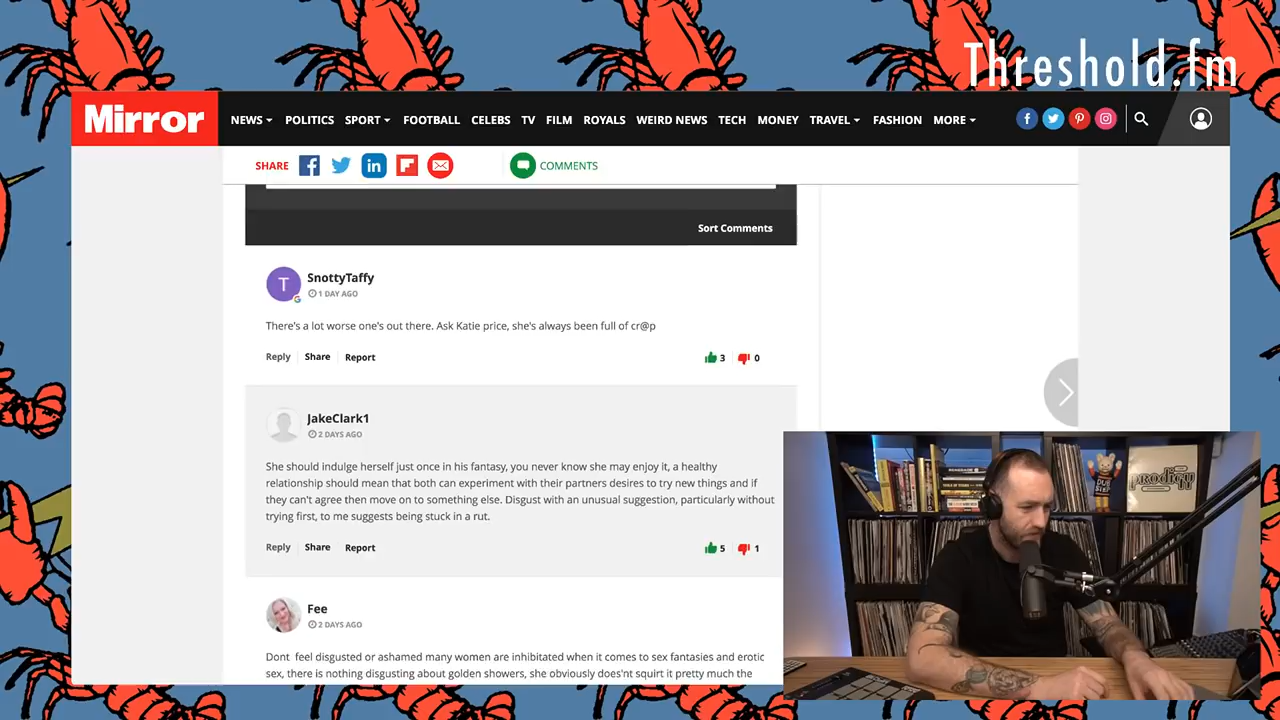 Threshold.fm
Mirror
NEWS POLITICS SPORT FOOTBALL CELEBS TV FILM ROYALS WEIRD NEWS TECH MONEY TRAVEL FASHION MORE
SHARE COMMENTS
Sort Comments
T SnottyTaffy
1 DAY AGO
There's a lot worse one's out there. Ask Katie price, she's always been full of cr@p
Reply Share Report 3 0
JakeClark1
2 DAYS AGO
She should indulge herself just once in his fantasy, you never know she may enjoy it, a healthy
relationship should mean that both can experiment with their partners desires to try new things and if
they can't agree then move on to something else. Disgust with an unusual suggestion, particularly without
trying first, to me suggests being stuck in a rut.
Reply Share Report 5 1
Fee
2 DAYS AGO
Dont feel disgusted or ashamed many women are inhibitated when it comes to sex fantasies and erotic
sex, there is nothing disgusting about golden showers, she obviously does'nt squirt it pretty much the
prodigy
DUB
STEP